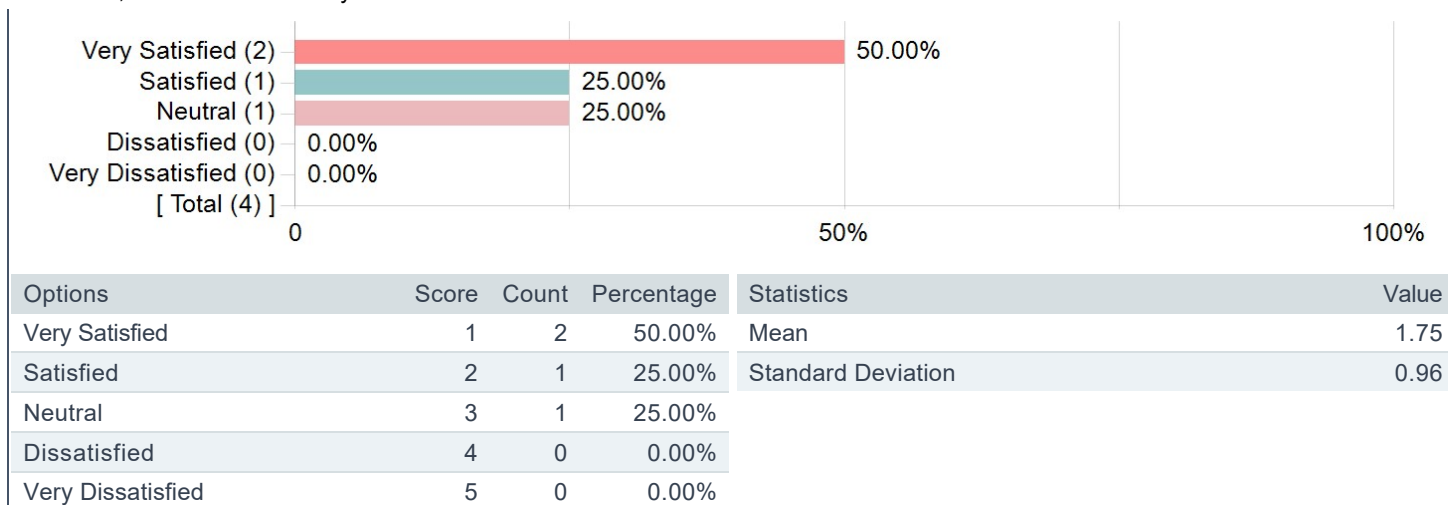 Very Satisfied (2) 50.00%
Satisfied (1) 25.00%
Neutral (1) 25.00%
Dissatisfied (0) 0.00%
Very Dissatisfied (0) 0.00%
[ Total (4) ]
0 50% 100%
Options Score Count Percentage
Very Satisfied 1 2 50.00%
Satisfied 2 1 25.00%
Neutral 3 1 25.00%
Dissatisfied 4 0 0.00%
Very Dissatisfied 5 0 0.00%
Statistics Value
Mean 1.75
Standard Deviation 0.96